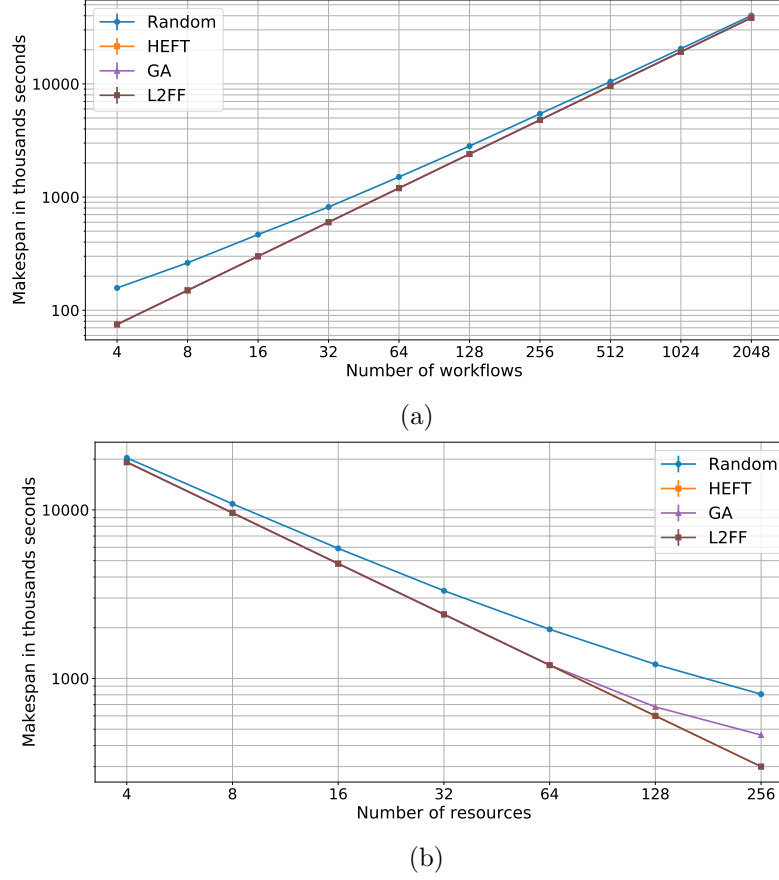 Random
HEFT
GA
L2FF
Makespan in thousands seconds
10000
1000
100
4 8 16 32 64 128 256 512 1024 2048
Number of workflows
(a)
Random
HEFT
GA
L2FF
Makespan in thousands seconds
10000
1000
4 8 16 32 64 128 256
Number of resources
(b)